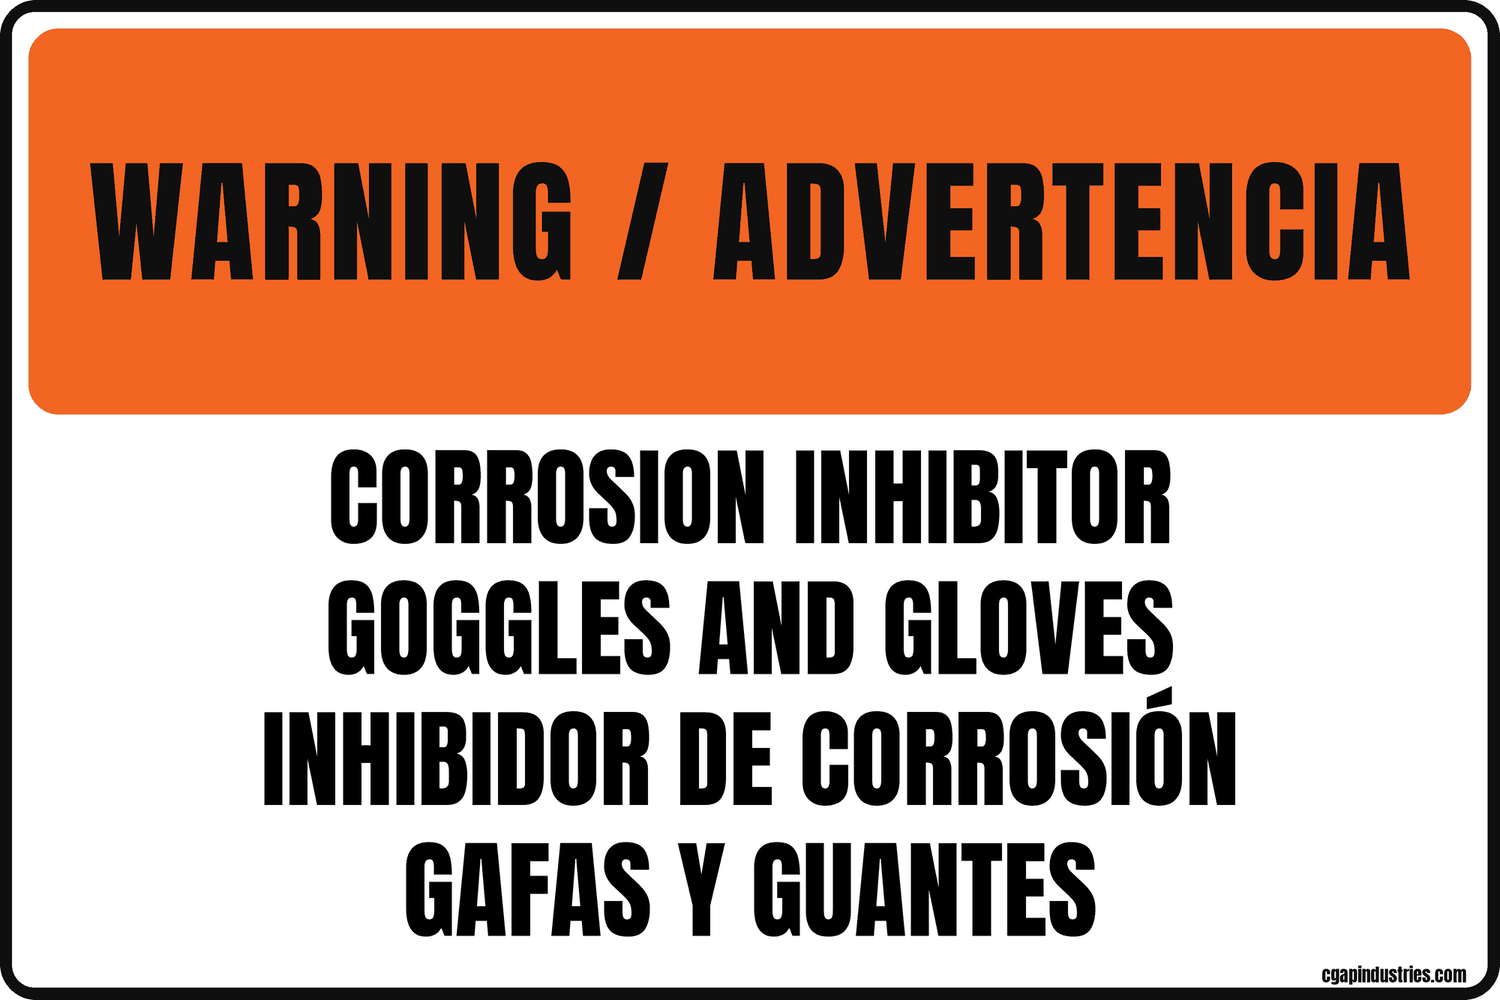 WARNING / ADVERTENCIA
CORROSION INHIBITOR
GOGGLES AND GLOVES
INHIBIDOR DE CORROSIÓN
GAFAS Y GUANTES
cgapindustries.com